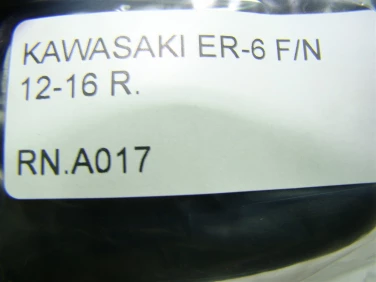 KAWASAKI ER-6 F/N
12-16 R.
RN.A017